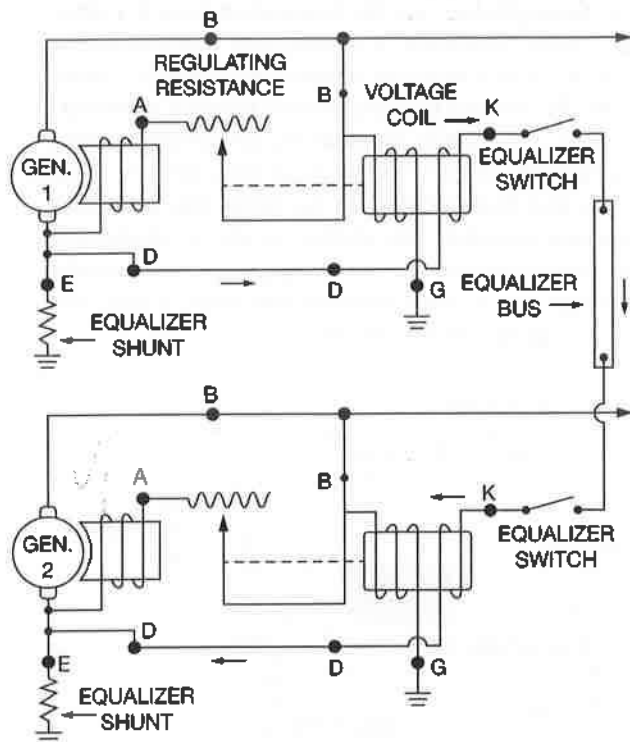 B
REGULATING
RESISTANCE
A
B
VOLTAGE
COIL
K
GEN.
1
EQUALIZER
SWITCH
D
D
E
G
EQUALIZER
BUS
EQUALIZER
SHUNT
B
A
B
K
GEN.
2
EQUALIZER
SWITCH
D
D
E
G
EQUALIZER
SHUNT